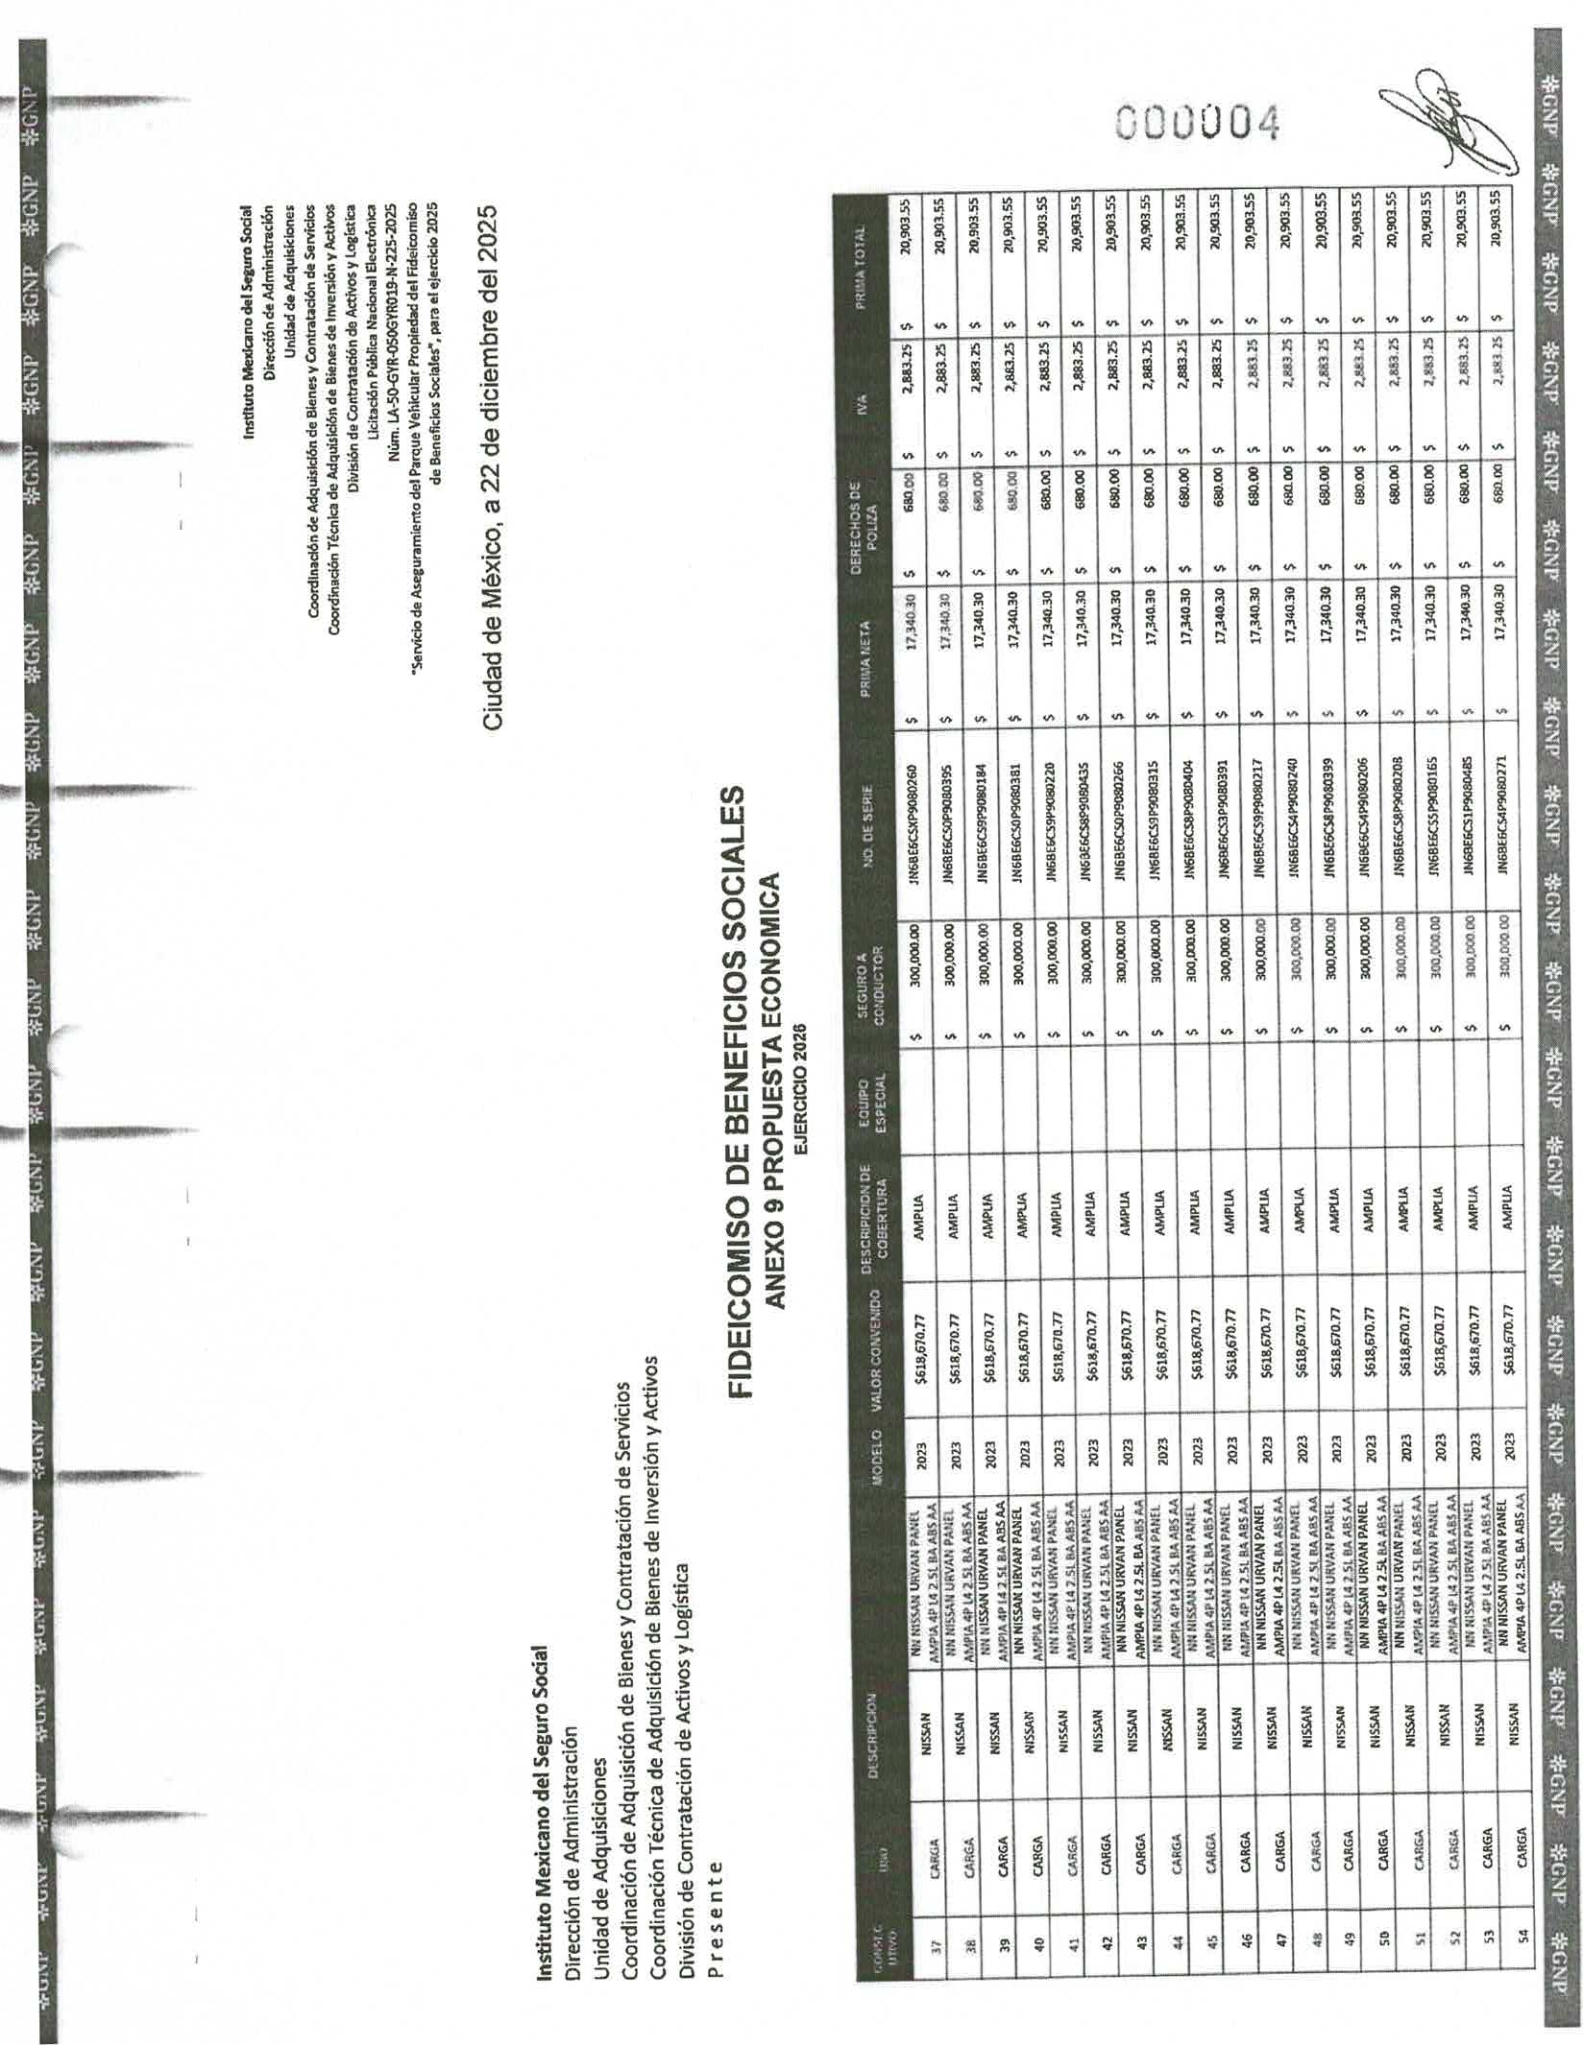 Instituto Mexicano del Seguro Social
Dirección de Administración
Unidad de Adquisiciones
Coordinación de Adquisición de Bienes y Contratación de Servicios
Coordinación Técnica de Adquisición de Bienes de Inversión y Activos
División de Contratación de Activos y Logística
Licitación Pública Nacional Electrónica
Núm. LA-50-GYR-050GYR019-N-225-2025
"Servicio de Aseguramiento del Parque Vehicular Propiedad del Fideicomiso
de Beneficios Sociales", para el ejercicio 2025
Ciudad de México, a 22 de diciembre del 2025
Instituto Mexicano del Seguro Social
Dirección de Administración
Unidad de Adquisiciones
Coordinación de Adquisición de Bienes y Contratación de Servicios
Coordinación Técnica de Adquisición de Bienes de Inversión y Activos
División de Contratación de Activos y Logística
P r e s e n t e
FIDEICOMISO DE BENEFICIOS SOCIALES
ANEXO 9 PROPUESTA ECONOMICA
EJERCICIO 2026
CONSEC UTIVO USO DESCRIPCION MODELO VALOR CONVENIDO DESCRIPCION DE COBERTURA EQUIPO ESPECIAL SEGURO A CONDUCTOR NO. DE SERIE PRIMA NETA DERECHOS DE POLIZA IVA PRIMA TOTAL
37 CARGA NISSAN NN NISSAN URVAN PANEL AMPIA 4P L4 2.5L BA ABS AA 2023 $618,670.77 AMPLIA $ 300,000.00 JN6BE6CSXP9080260 $ 17,340.30 $ 680.00 $ 2,883.25 $ 20,903.55
38 CARGA NISSAN NN NISSAN URVAN PANEL AMPIA 4P L4 2.5L BA ABS AA 2023 $618,670.77 AMPLIA $ 300,000.00 JN6BE6CS0P9080395 $ 17,340.30 $ 680.00 $ 2,883.25 $ 20,903.55
39 CARGA NISSAN NN NISSAN URVAN PANEL AMPIA 4P L4 2.5L BA ABS AA 2023 $618,670.77 AMPLIA $ 300,000.00 JN6BE6CS9P9080184 $ 17,340.30 $ 680.00 $ 2,883.25 $ 20,903.55
40 CARGA NISSAN NN NISSAN URVAN PANEL AMPIA 4P L4 2.5L BA ABS AA 2023 $618,670.77 AMPLIA $ 300,000.00 JN6BE6CS0P9080381 $ 17,340.30 $ 680.00 $ 2,883.25 $ 20,903.55
41 CARGA NISSAN NN NISSAN URVAN PANEL AMPIA 4P L4 2.5L BA ABS AA 2023 $618,670.77 AMPLIA $ 300,000.00 JN6BE6CS9P9080220 $ 17,340.30 $ 680.00 $ 2,883.25 $ 20,903.55
42 CARGA NISSAN NN NISSAN URVAN PANEL AMPIA 4P L4 2.5L BA ABS AA 2023 $618,670.77 AMPLIA $ 300,000.00 JN6BE6CS8P9080435 $ 17,340.30 $ 680.00 $ 2,883.25 $ 20,903.55
43 CARGA NISSAN NN NISSAN URVAN PANEL AMPIA 4P L4 2.5L BA ABS AA 2023 $618,670.77 AMPLIA $ 300,000.00 JN6BE6CS0P9080266 $ 17,340.30 $ 680.00 $ 2,883.25 $ 20,903.55
44 CARGA NISSAN NN NISSAN URVAN PANEL AMPIA 4P L4 2.5L BA ABS AA 2023 $618,670.77 AMPLIA $ 300,000.00 JN6BE6CS9P9080315 $ 17,340.30 $ 680.00 $ 2,883.25 $ 20,903.55
45 CARGA NISSAN NN NISSAN URVAN PANEL AMPIA 4P L4 2.5L BA ABS AA 2023 $618,670.77 AMPLIA $ 300,000.00 JN6BE6CS8P9080404 $ 17,340.30 $ 680.00 $ 2,883.25 $ 20,903.55
46 CARGA NISSAN NN NISSAN URVAN PANEL AMPIA 4P L4 2.5L BA ABS AA 2023 $618,670.77 AMPLIA $ 300,000.00 JN6BE6CS3P9080391 $ 17,340.30 $ 680.00 $ 2,883.25 $ 20,903.55
47 CARGA NISSAN NN NISSAN URVAN PANEL AMPIA 4P L4 2.5L BA ABS AA 2023 $618,670.77 AMPLIA $ 300,000.00 JN6BE6CS9P9080217 $ 17,340.30 $ 680.00 $ 2,883.25 $ 20,903.55
48 CARGA NISSAN NN NISSAN URVAN PANEL AMPIA 4P L4 2.5L BA ABS AA 2023 $618,670.77 AMPLIA $ 300,000.00 JN6BE6CS4P9080240 $ 17,340.30 $ 680.00 $ 2,883.25 $ 20,903.55
49 CARGA NISSAN NN NISSAN URVAN PANEL AMPIA 4P L4 2.5L BA ABS AA 2023 $618,670.77 AMPLIA $ 300,000.00 JN6BE6CS8P9080399 $ 17,340.30 $ 680.00 $ 2,883.25 $ 20,903.55
50 CARGA NISSAN NN NISSAN URVAN PANEL AMPIA 4P L4 2.5L BA ABS AA 2023 $618,670.77 AMPLIA $ 300,000.00 JN6BE6CS4P9080206 $ 17,340.30 $ 680.00 $ 2,883.25 $ 20,903.55
51 CARGA NISSAN NN NISSAN URVAN PANEL AMPIA 4P L4 2.5L BA ABS AA 2023 $618,670.77 AMPLIA $ 300,000.00 JN6BE6CS8P9080208 $ 17,340.30 $ 680.00 $ 2,883.25 $ 20,903.55
52 CARGA NISSAN NN NISSAN URVAN PANEL AMPIA 4P L4 2.5L BA ABS AA 2023 $618,670.77 AMPLIA $ 300,000.00 JN6BE6CS5P9080165 $ 17,340.30 $ 680.00 $ 2,883.25 $ 20,903.55
53 CARGA NISSAN NN NISSAN URVAN PANEL AMPIA 4P L4 2.5L BA ABS AA 2023 $618,670.77 AMPLIA $ 300,000.00 JN6BE6CS1P9080485 $ 17,340.30 $ 680.00 $ 2,883.25 $ 20,903.55
54 CARGA NISSAN NN NISSAN URVAN PANEL AMPIA 4P L4 2.5L BA ABS AA 2023 $618,670.77 AMPLIA $ 300,000.00 JN6BE6CS4P9080271 $ 17,340.30 $ 680.00 $ 2,883.25 $ 20,903.55
000004
GNP